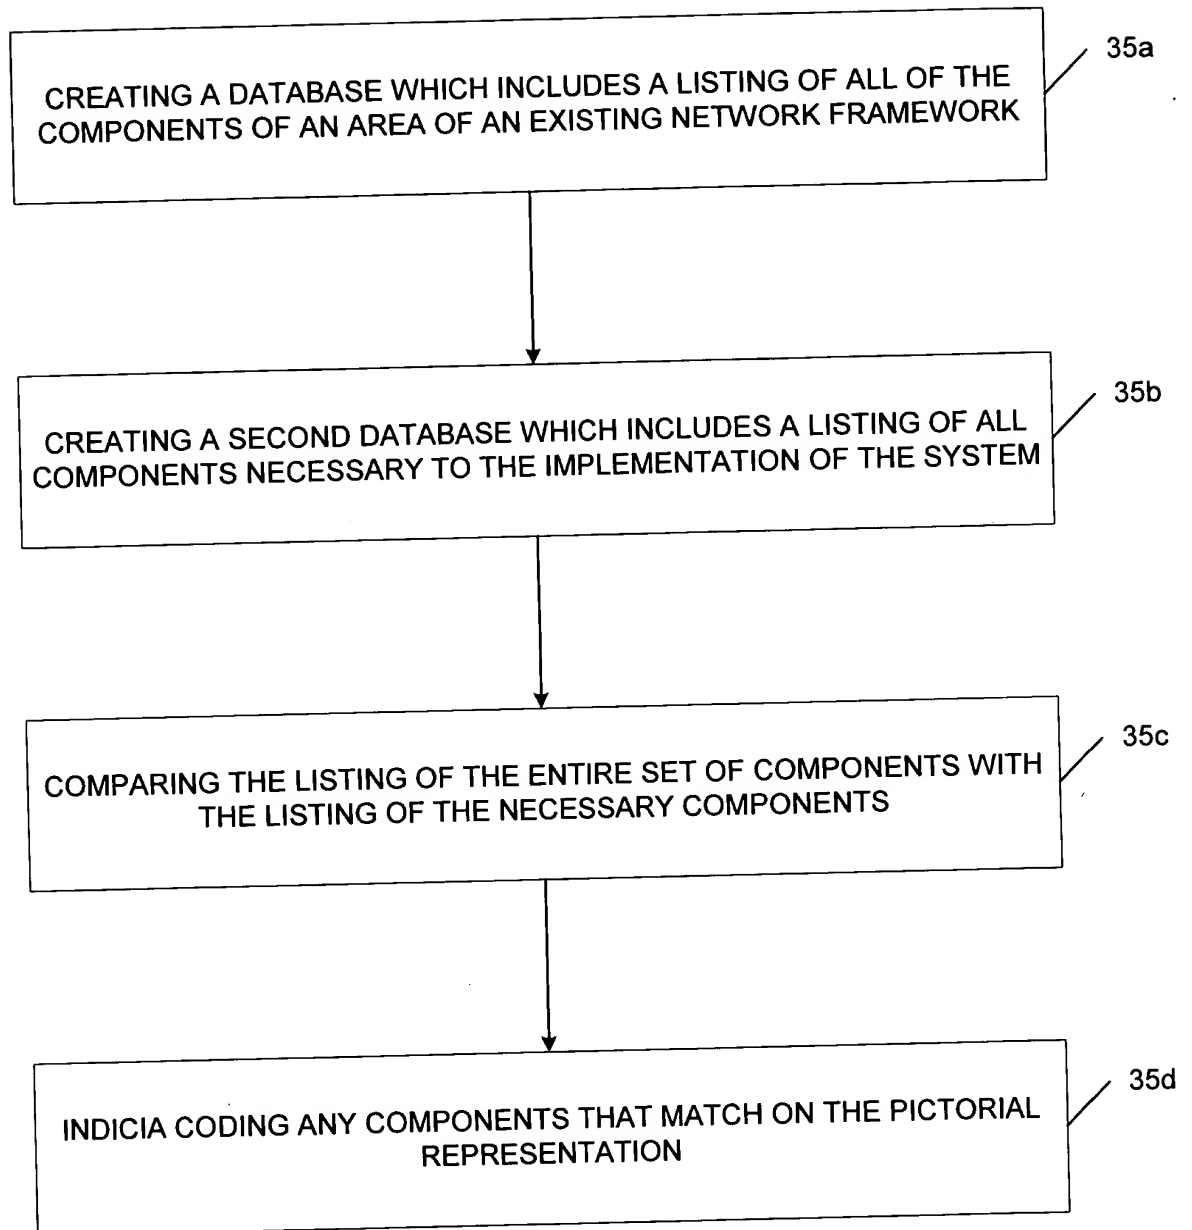 35a
CREATING A DATABASE WHICH INCLUDES A LISTING OF ALL OF THE
COMPONENTS OF AN AREA OF AN EXISTING NETWORK FRAMEWORK
35b
CREATING A SECOND DATABASE WHICH INCLUDES A LISTING OF ALL
COMPONENTS NECESSARY TO THE IMPLEMENTATION OF THE SYSTEM
35c
COMPARING THE LISTING OF THE ENTIRE SET OF COMPONENTS WITH
THE LISTING OF THE NECESSARY COMPONENTS
35d
INDICIA CODING ANY COMPONENTS THAT MATCH ON THE PICTORIAL
REPRESENTATION